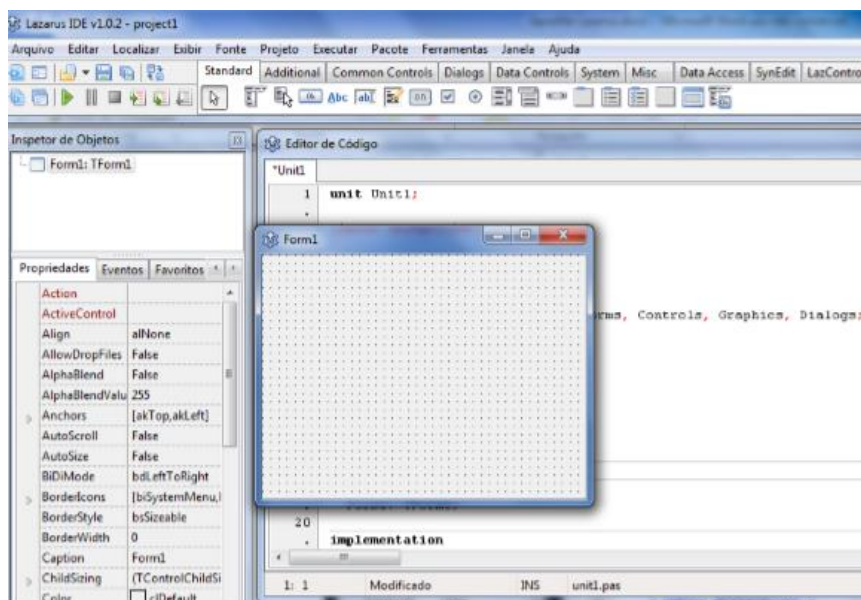 Lazarus IDE v1.0.2 - project1
Arquivo Editar Localizar Exibir Fonte Projeto Executar Pacote Ferramentas Janela Ajuda
Standard Additional Common Controls Dialogs Data Controls System Misc Data Access SynEdit LazContro
Abc
Inspetor de Objetos
Form1: TForm1
Propriedades Eventos Favoritos
Action
ActiveControl
Align alNone
AllowDropFiles False
AlphaBlend False
AlphaBlendValu 255
Anchors [akTop,akLeft]
AutoScroll False
AutoSize False
BiDiMode bdLeftToRight
BorderIcons [biSystemMenu,
BorderStyle bsSizeable
BorderWidth 0
Caption Form1
ChildSizing (TControlChildSi
Color clDefault
Editor de Código
*Unit1
1 unit Unit1;
Form1
rms, Controls, Graphics, Dialogs;
20
implementation
1: 1 Modificado INS unit1.pas